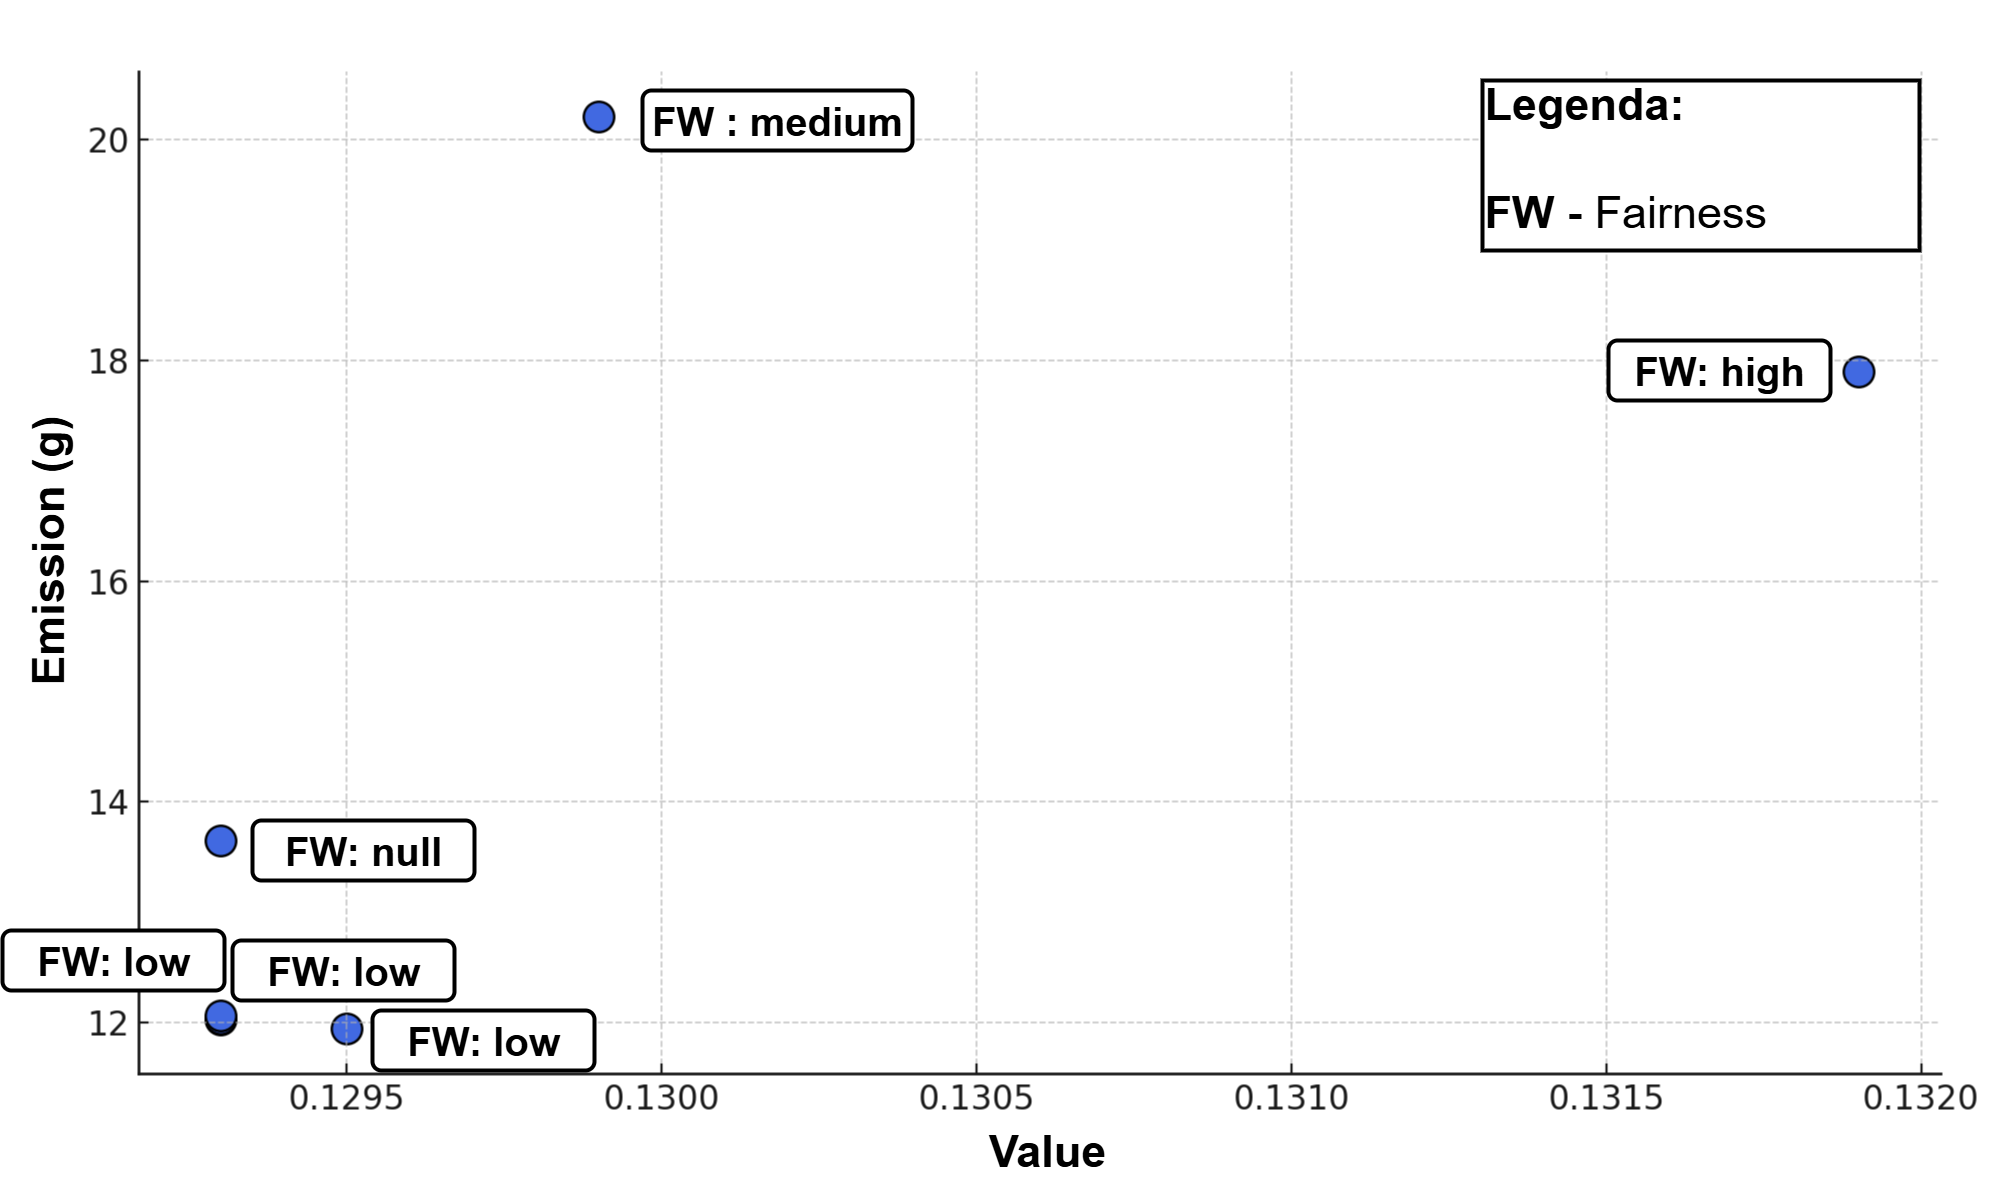 FW : medium
Legenda:
FW - Fairness
20
18
FW: high
16
14
FW: null
FW: low
FW: low
12
FW: low
0.1295 0.1300 0.1305 0.1310 0.1315 0.1320
Value
Emission (g)